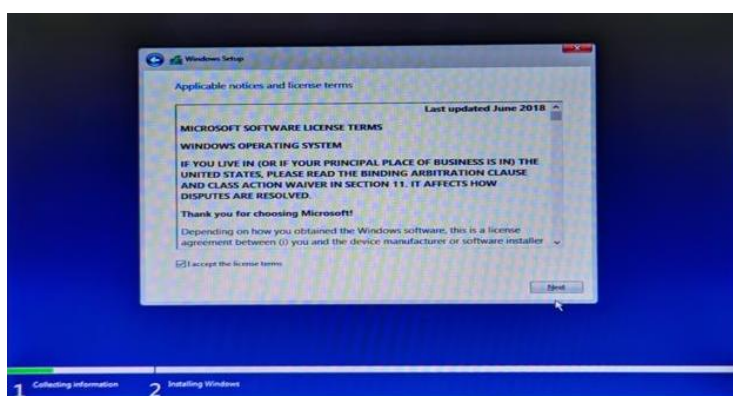 Windows Setup
Applicable notices and license terms
Last updated June 2018
MICROSOFT SOFTWARE LICENSE TERMS
WINDOWS OPERATING SYSTEM
IF YOU LIVE IN (OR IF YOUR PRINCIPAL PLACE OF BUSINESS IS IN) THE
UNITED STATES, PLEASE READ THE BINDING ARBITRATION CLAUSE
AND CLASS ACTION WAIVER IN SECTION 11. IT AFFECTS HOW
DISPUTES ARE RESOLVED.
Thank you for choosing Microsoft!
Depending on how you obtained the Windows software, this is a license
agreement between (i) you and the device manufacturer or software installer
I accept the license terms
Next
1 Collecting information 2 Installing Windows